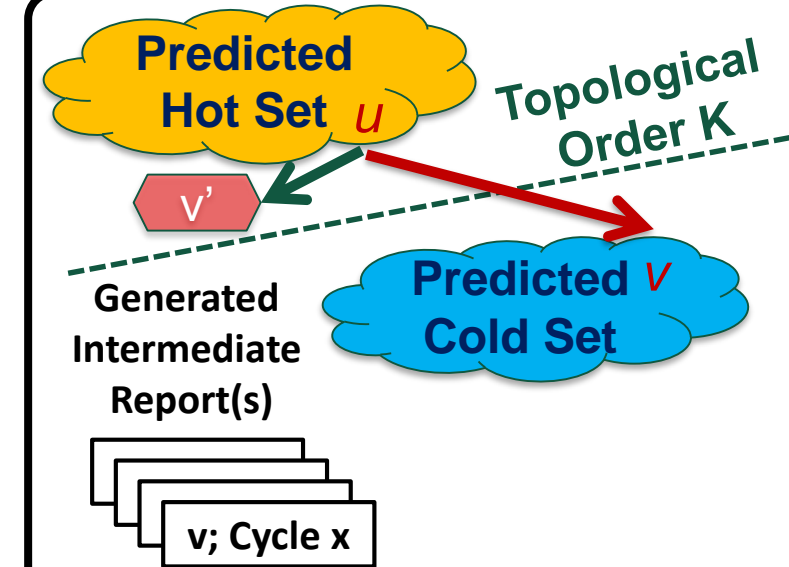 Predicted
Hot Set u
Topological
Order K
v’
Predicted v
Cold Set
Generated
Intermediate
Report(s)
v; Cycle x